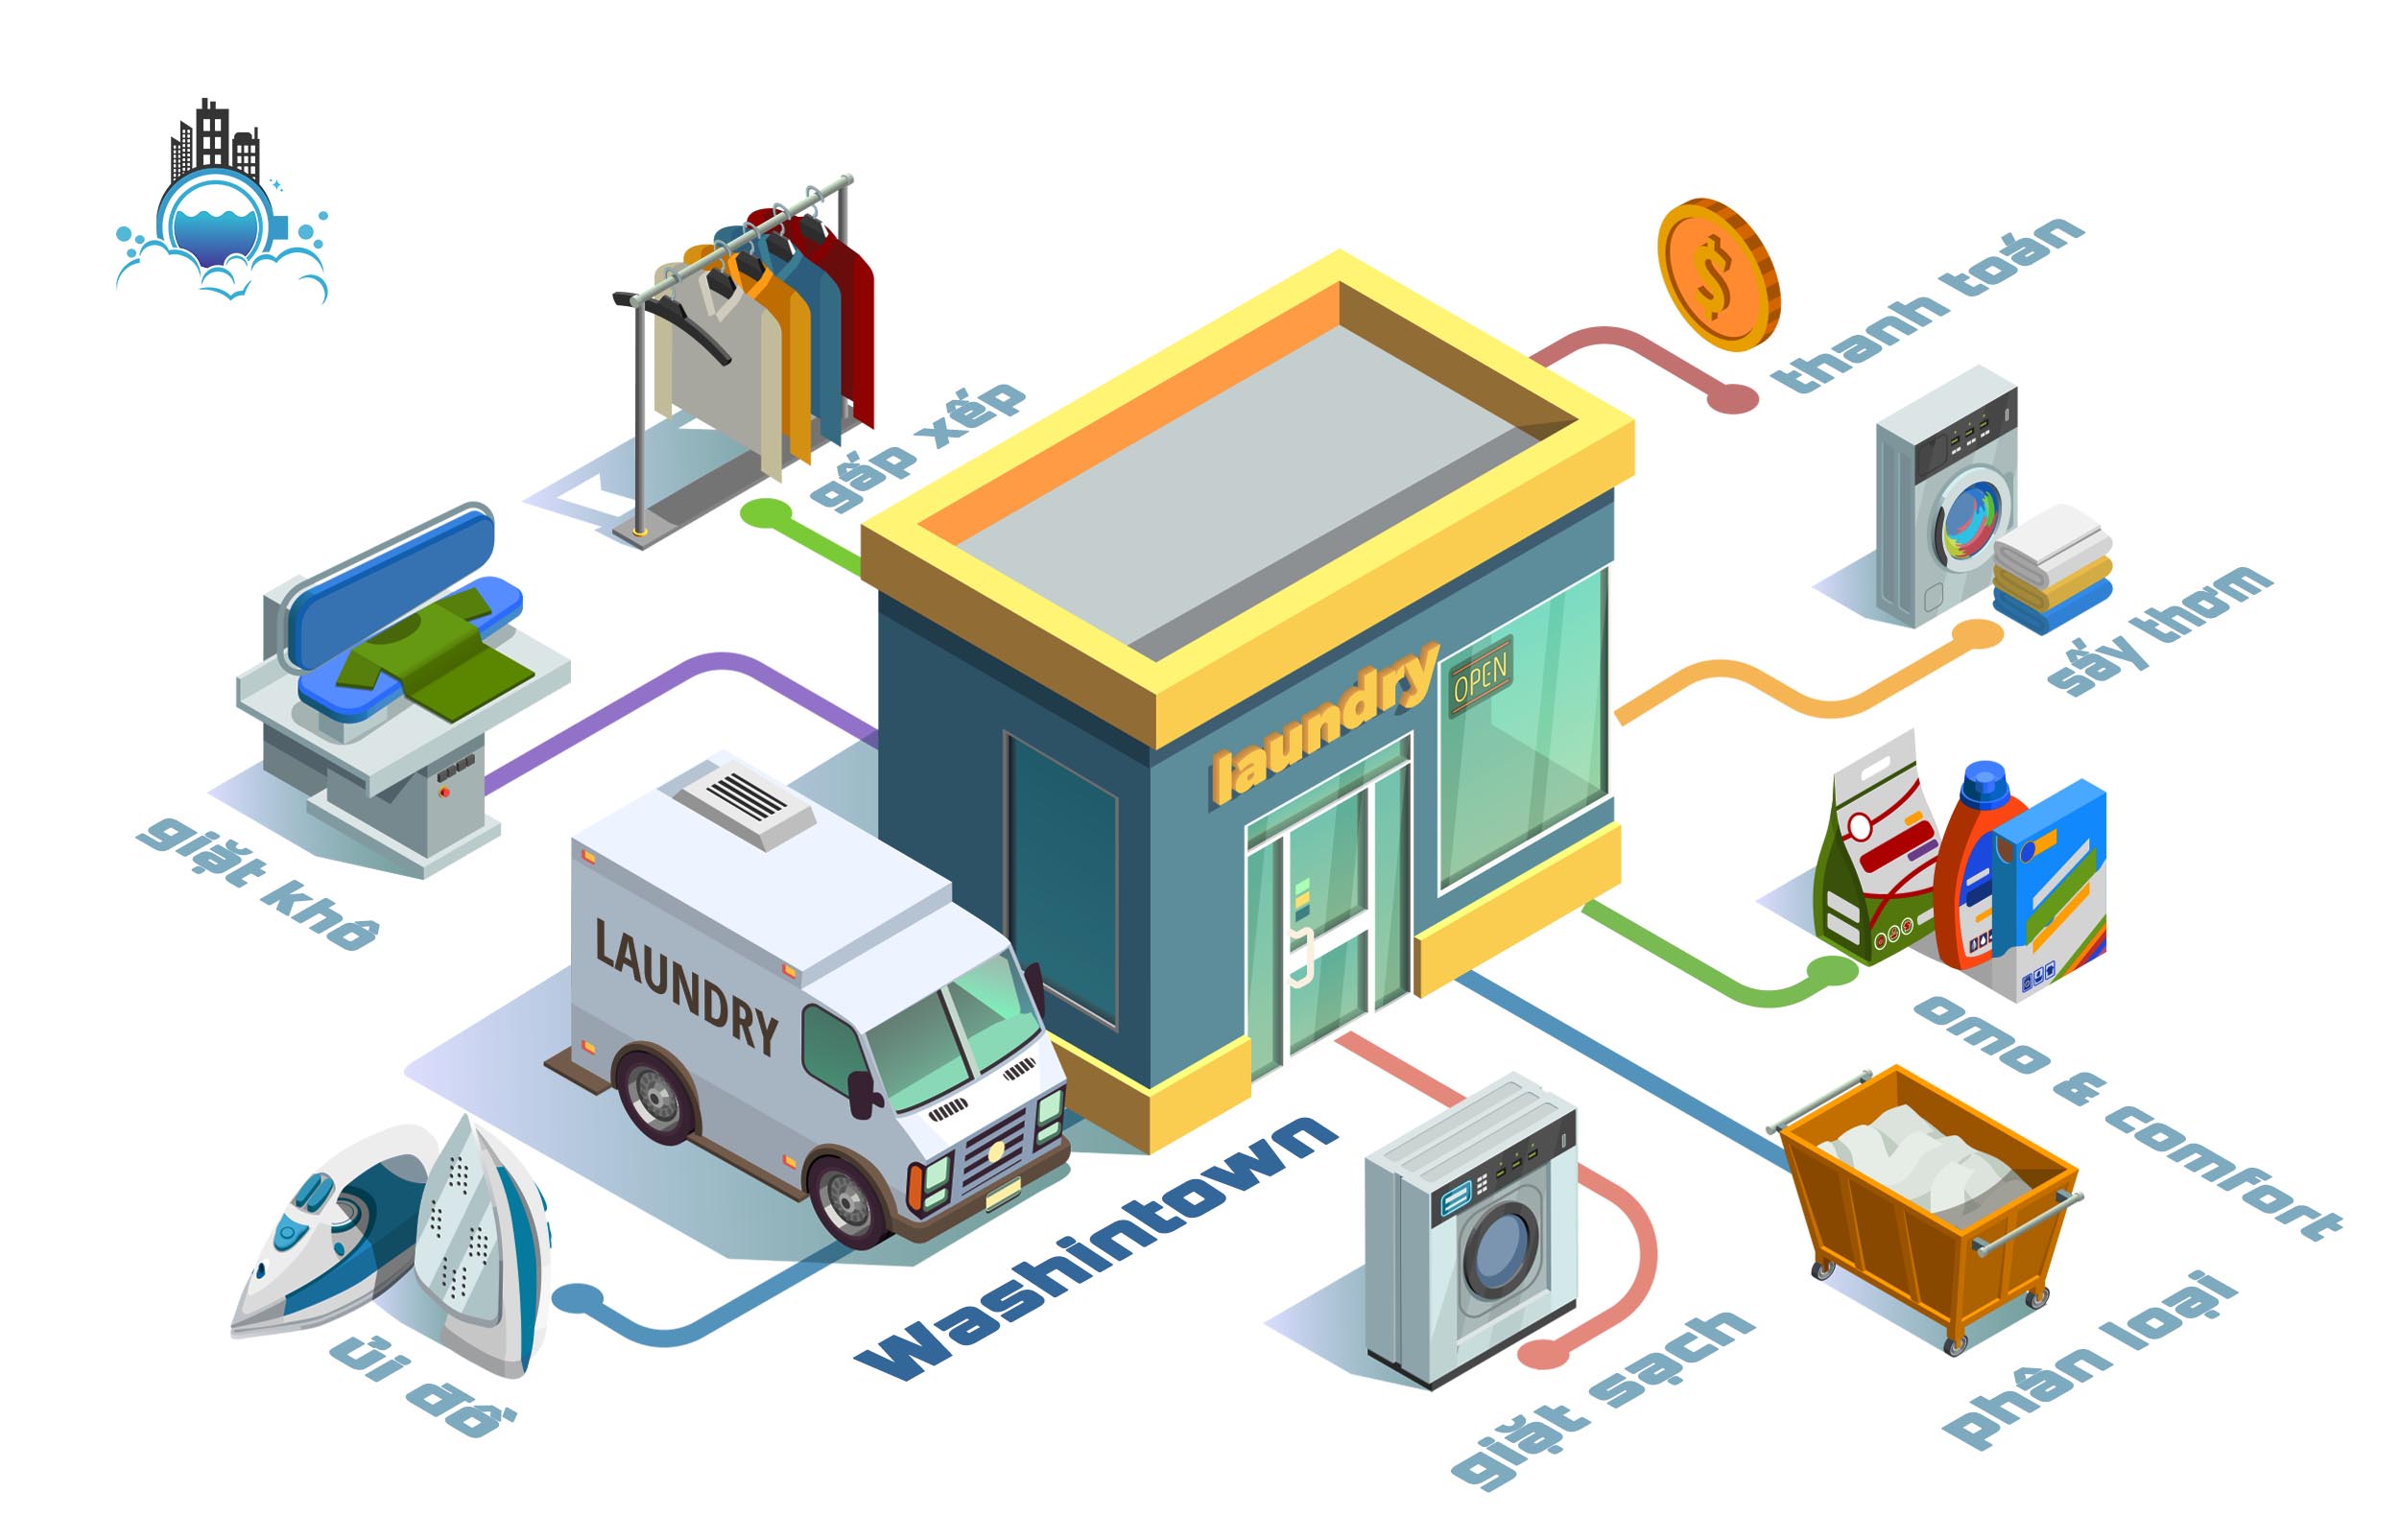 thanh toán
gấp xếp
sấy thơm
OPEN
laundry
giặt khô
LAUNDRY
omo & comfort
Washintown
ủi đồ
giặt sạch
phân loại